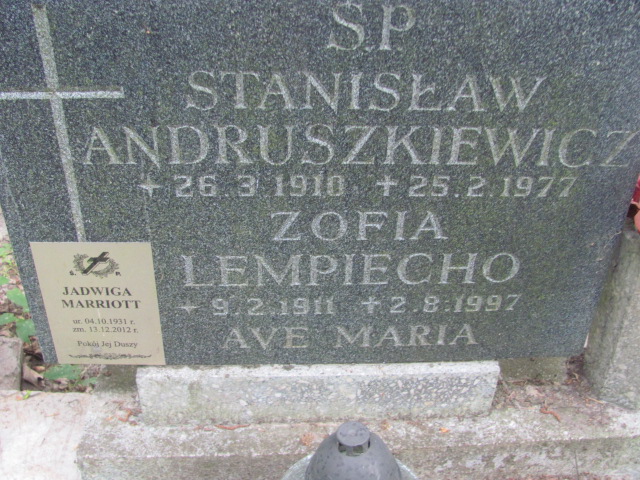 Ś.P
STANISŁAW
ANDRUSZKIEWICZ
26.3.1910 + 25.2.1977
ZOFIA
LEMPIECHO
9.2.1911 + 2.8.1997
AVE MARIA
Ś. P.
JADWIGA
MARRIOTT
ur. 04.10.1931 r.
zm. 13.12.2012 r.
Pokój Jej Duszy